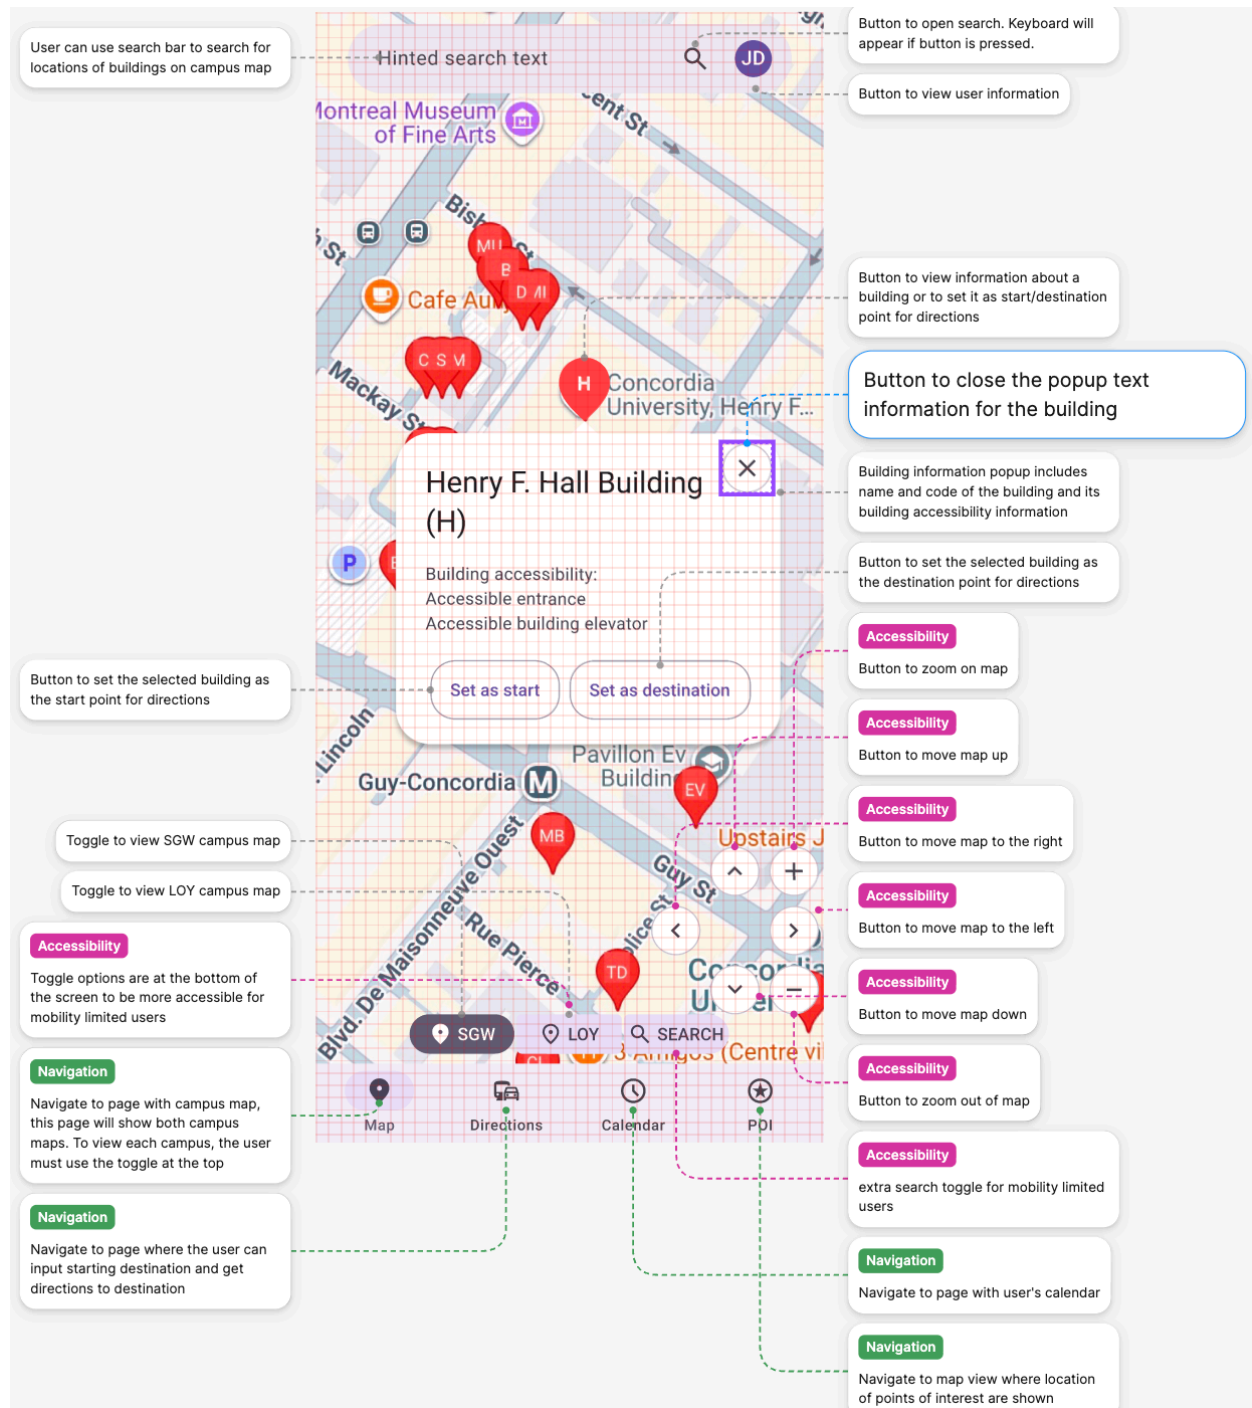 User can use search bar to search for
locations of buildings on campus map
Hinted search text
JD
Button to open search. Keyboard will
appear if button is pressed.
Button to view user information
Montreal Museum
of Fine Arts
cent St
Bishop St
h St
MU
B
D
MI
Cafe Aun
C
S
M
Mackay St
H
Concordia
University, Henry F...
Button to view information about a
building or to set it as start/destination
point for directions
Button to close the popup text
information for the building
Henry F. Hall Building
(H)
Building accessibility:
Accessible entrance
Accessible building elevator
Set as start
Set as destination
Building information popup includes
name and code of the building and its
building accessibility information
Button to set the selected building as
the destination point for directions
P
Button to set the selected building as
the start point for directions
Lincoln
Guy-Concordia
M
Pavillon Ev
Building
EV
MB
Upstairs J
Guy St
Blvd. De Maisonneuve Ouest
Rue Pierce
olice St
TD
Concordia
Univer
Accessibility
Button to zoom on map
Accessibility
Button to move map up
Accessibility
Button to move map to the right
Accessibility
Button to move map to the left
Accessibility
Button to move map down
Accessibility
Button to zoom out of map
Accessibility
extra search toggle for mobility limited
users
Toggle to view SGW campus map
Toggle to view LOY campus map
Accessibility
Toggle options are at the bottom of
the screen to be more accessible for
mobility limited users
SGW
LOY
SEARCH
3 Amigos (Centre vil
Map
Directions
Calendar
POI
Navigation
Navigate to page with campus map,
this page will show both campus
maps. To view each campus, the user
must use the toggle at the top
Navigation
Navigate to page where the user can
input starting destination and get
directions to destination
Navigation
Navigate to page with user's calendar
Navigation
Navigate to map view where location
of points of interest are shown